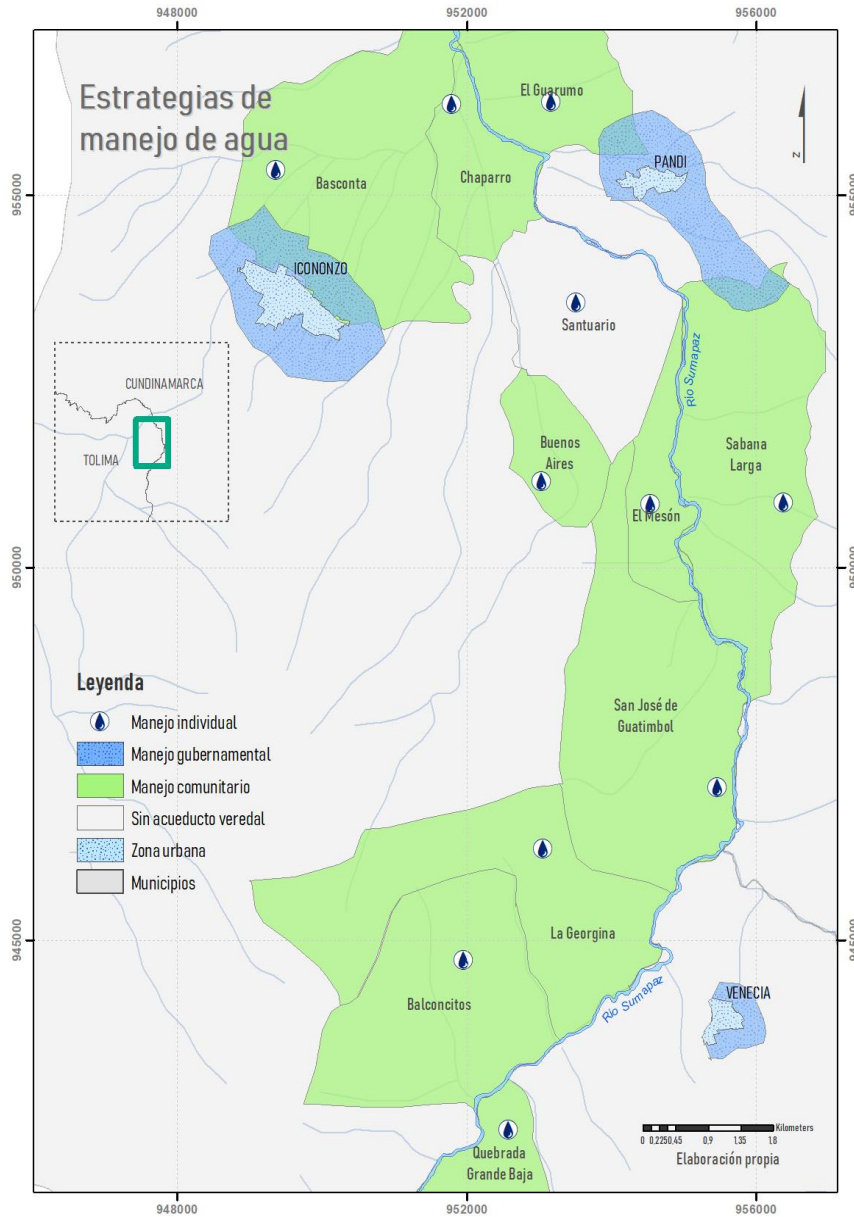 948000 952000 956000
Estrategias de
manejo de agua
El Guarumo
PANDI
z
955000
Basconta
Chaparro
ICONONZO
Santuario
Río Sumapaz
CUNDINAMARCA
TOLIMA
Buenos
Aires
Sabana
Larga
El Mesón
950000 950000
Leyenda
Manejo individual
Manejo gubernamental
Manejo comunitario
Sin acueducto veredal
Zona urbana
Municipios
San José de
Guatimbol
945000
La Georgina
Balconcitos
Río Sumapaz
VENECIA
Kilometers
0 0.225 0,45 0,9 1.35 1.8
Elaboración propia
Quebrada
Grande Baja
948000 952000 956000